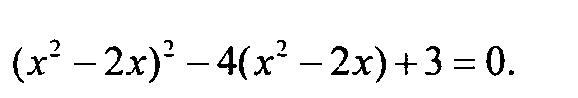 (x² − 2x)² − 4(x² − 2x) + 3 = 0.